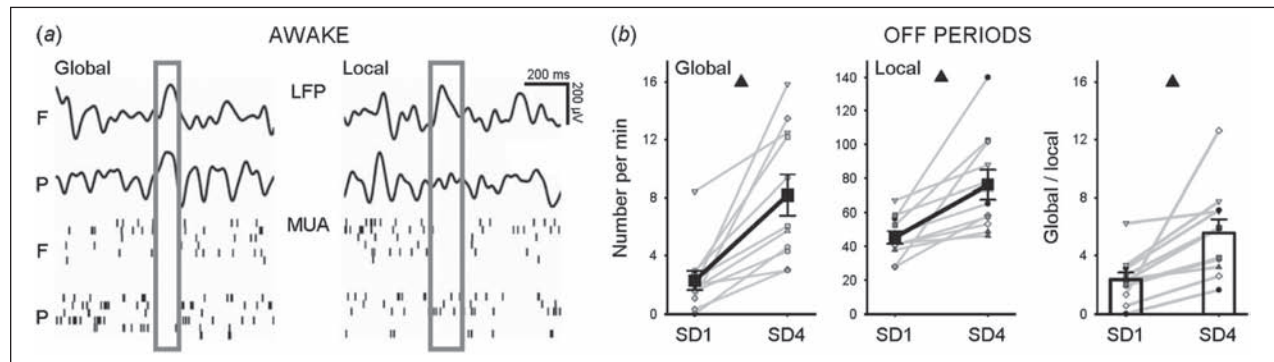 (a) AWAKE
Global Local
LFP
200 ms
200 µV
F
P
MUA
F
P
(b) OFF PERIODS
Number per min
Global
16
12
8
4
0
SD1 SD4
Local
140
120
100
80
60
40
20
0
SD1 SD4
Global / local
16
12
8
4
0
SD1 SD4